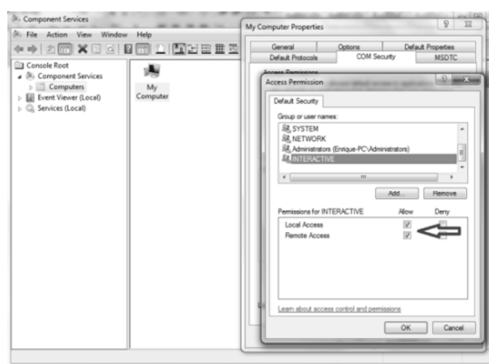 Component Services
File Action View Window Help
Console Root
Component Services
Computers
Event Viewer (Local)
Services (Local)
My
Computer
My Computer Properties
General Options Default Properties
Default Protocols COM Security MSDTC
Access Permissions
Access Permission
Default Security
Group or user names:
SYSTEM
NETWORK
Administrators (Enrique-PC\Administrators)
INTERACTIVE
Add... Remove
Permissions for INTERACTIVE Allow Deny
Local Access
Remote Access
Learn about access control and permissions
OK Cancel